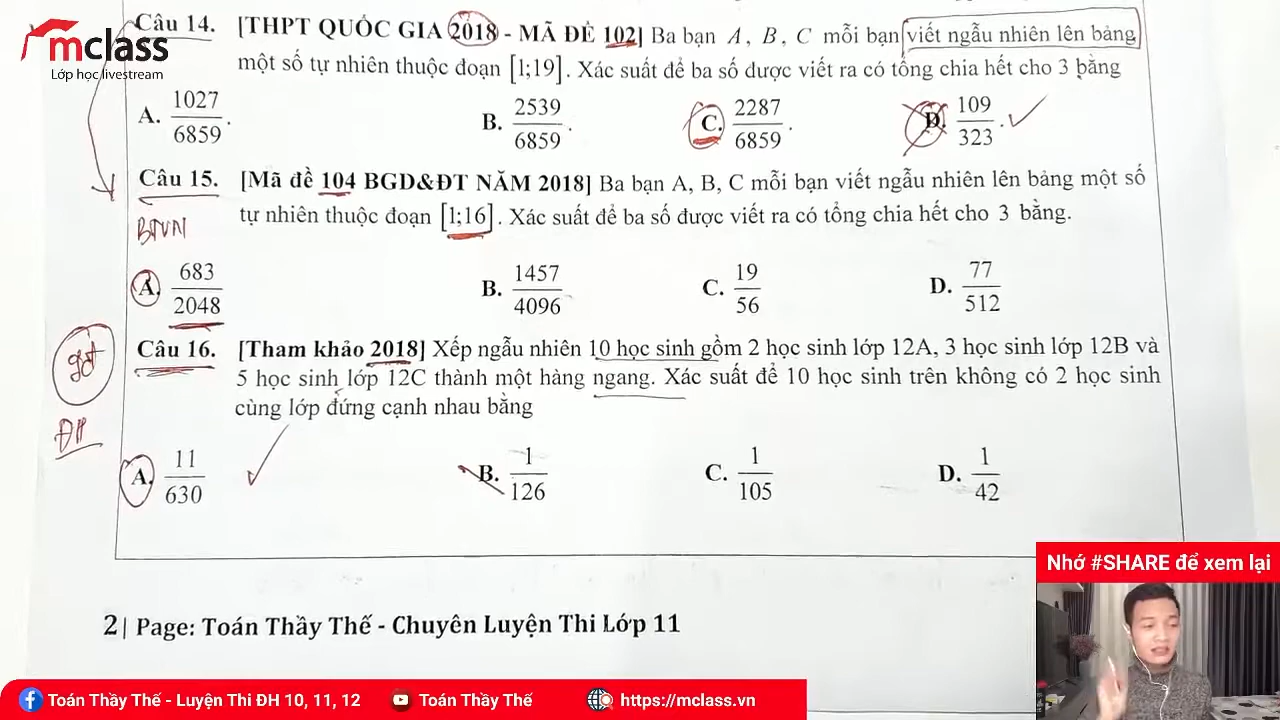 mclass
Lớp học livestream
Câu 14. [THPT QUỐC GIA 2018 - MÃ ĐỀ 102] Ba bạn A, B, C mỗi bạn viết ngẫu nhiên lên bảng
một số tự nhiên thuộc đoạn [1;19]. Xác suất để ba số được viết ra có tổng chia hết cho 3 bằng
A. 1027/6859. B. 2539/6859. C. 2287/6859. D. 109/323.
Câu 15. [Mã đề 104 BGD&ĐT NĂM 2018] Ba bạn A, B, C mỗi bạn viết ngẫu nhiên lên bảng một số
tự nhiên thuộc đoạn [1;16]. Xác suất để ba số được viết ra có tổng chia hết cho 3 bằng.
BTVN
A. 683/2048 B. 1457/4096 C. 19/56 D. 77/512
Câu 16. [Tham khảo 2018] Xếp ngẫu nhiên 10 học sinh gồm 2 học sinh lớp 12A, 3 học sinh lớp 12B và
5 học sinh lớp 12C thành một hàng ngang. Xác suất để 10 học sinh trên không có 2 học sinh
cùng lớp đứng cạnh nhau bằng
A. 11/630 B. 1/126 C. 1/105 D. 1/42
Nhớ #SHARE để xem lại
2| Page: Toán Thầy Thế - Chuyên Luyện Thi Lớp 11
Toán Thầy Thế - Luyện Thi ĐH 10, 11, 12 Toán Thầy Thế https://mclass.vn